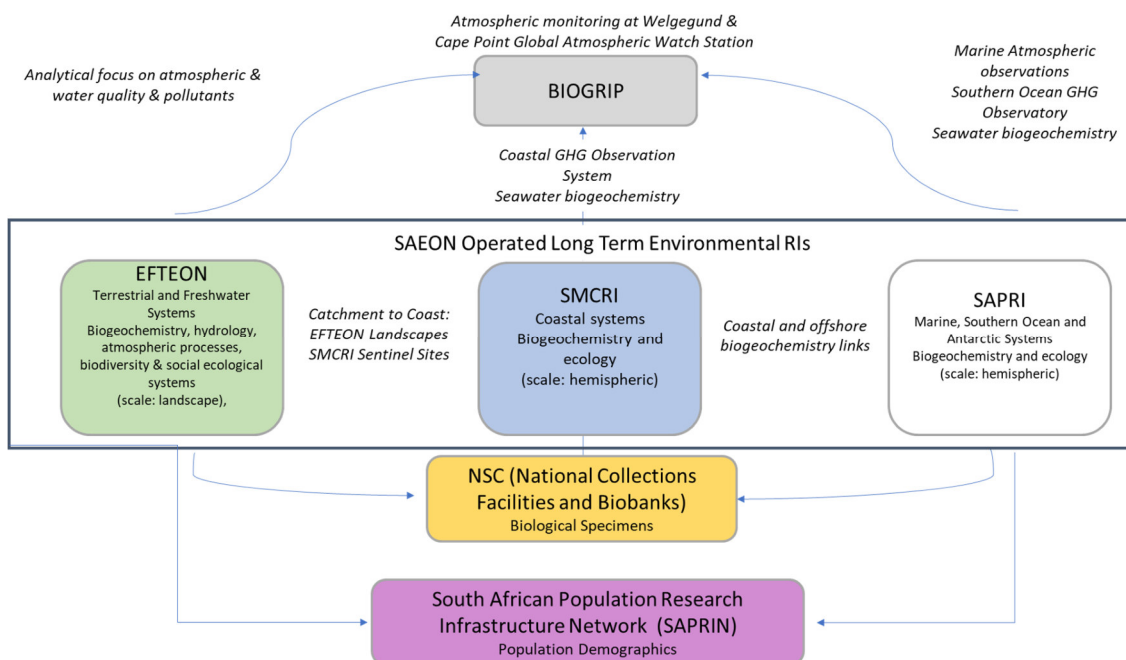 Atmospheric monitoring at Welgegund &
Cape Point Global Atmospheric Watch Station
Analytical focus on atmospheric &
water quality & pollutants
BIOGRIP
Marine Atmospheric
observations
Southern Ocean GHG
Observatory
Seawater biogeochemistry
Coastal GHG Observation
System
Seawater biogeochemistry
SAEON Operated Long Term Environmental RIs
EFTEON
Terrestrial and Freshwater
Systems
Biogeochemistry, hydrology,
atmospheric processes,
biodiversity & social ecological
systems
(scale: landscape),
Catchment to Coast:
EFTEON Landscapes
SMCRI Sentinel Sites
SMCRI
Coastal systems
Biogeochemistry and
ecology
(scale: hemispheric)
Coastal and offshore
biogeochemistry links
SAPRI
Marine, Southern Ocean and
Antarctic Systems
Biogeochemistry and ecology
(scale: hemispheric)
NSC (National Collections
Facilities and Biobanks)
Biological Specimens
South African Population Research
Infrastructure Network (SAPRIN)
Population Demographics